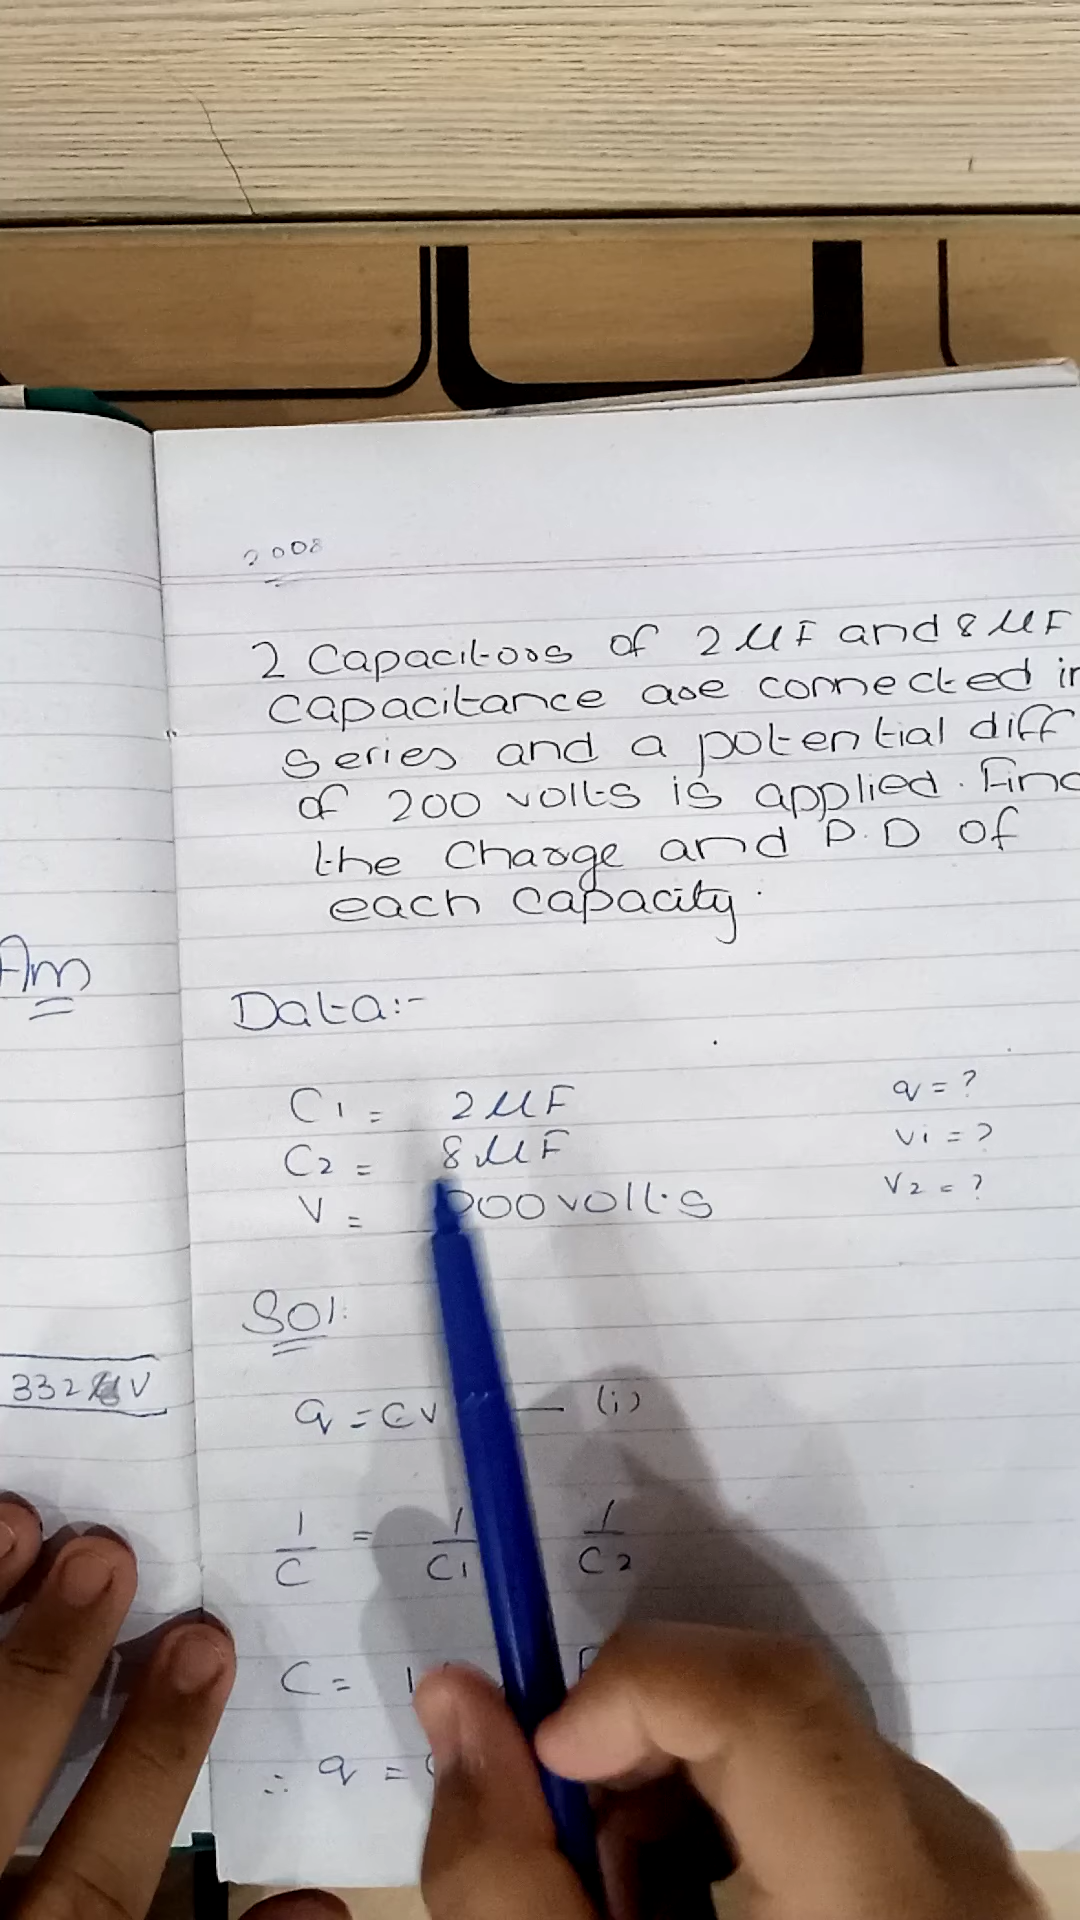 2008
2 Capacitors of 2 μF and 8 μF
capacitance are connected in
series and a potential diff
of 200 volts is applied. Find
the charge and P.D of
each capacity.
Am
Data:-
C1 = 2 μF
q = ?
C2 = 8 μF
V1 = ?
V = 200 volts
V2 = ?
Sol:
332 V
q = CV — (i)
1/C = 1/C1 1/C2
C = 1
∴ q =